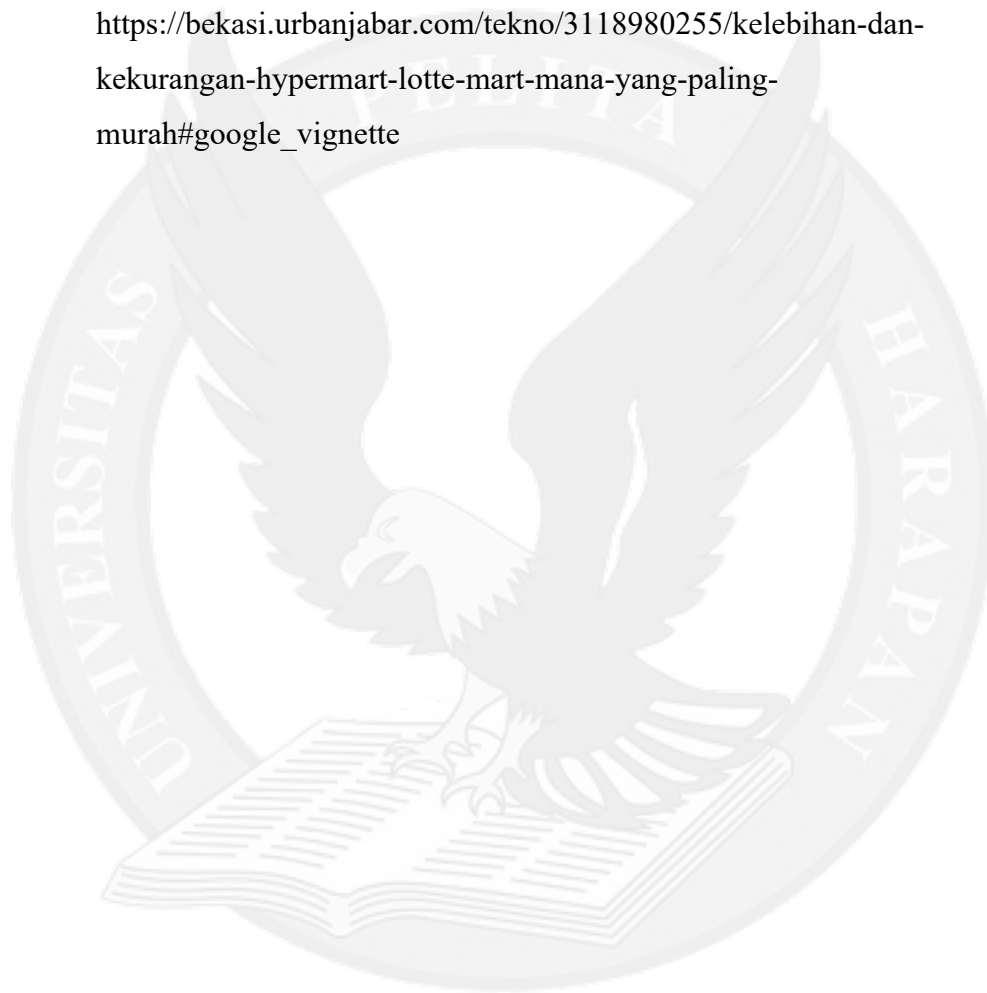 https://bekasi.urbanjabar.com/tekno/3118980255/kelebihan-dan-
kekurangan-hypermart-lotte-mart-mana-yang-paling-
murah#google_vignette
UNIVERSITAS PELITA HARAPAN